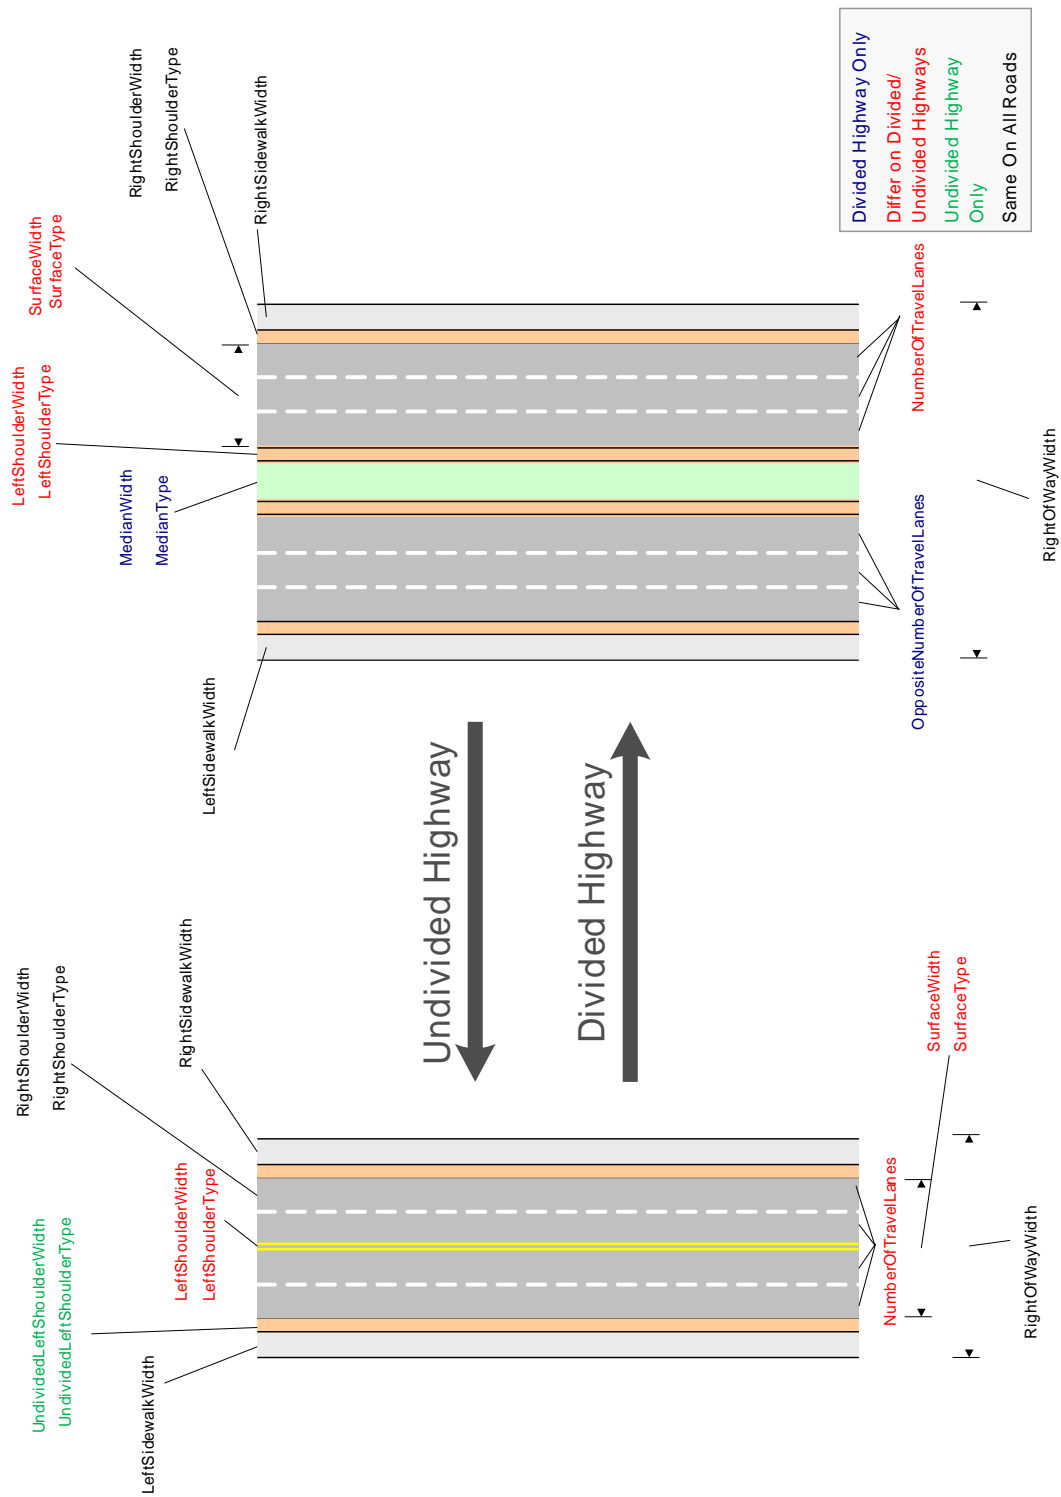 UndividedLeftShoulderWidth
UndividedLeftShoulderType
LeftSidewalkWidth
LeftShoulderWidth
LeftShoulderType
RightShoulderWidth
RightShoulderType
RightSidewalkWidth
NumberOfTravelLanes
SurfaceWidth
SurfaceType
RightOfWayWidth
Undivided Highway
Divided Highway
LeftSidewalkWidth
MedianWidth
MedianType
LeftShoulderWidth
LeftShoulderType
SurfaceWidth
SurfaceType
RightShoulderWidth
RightShoulderType
RightSidewalkWidth
OppositeNumberOfTravelLanes
NumberOfTravelLanes
RightOfWayWidth
Divided Highway Only
Differ on Divided/
Undivided Highways
Undivided Highway
Only
Same On All Roads